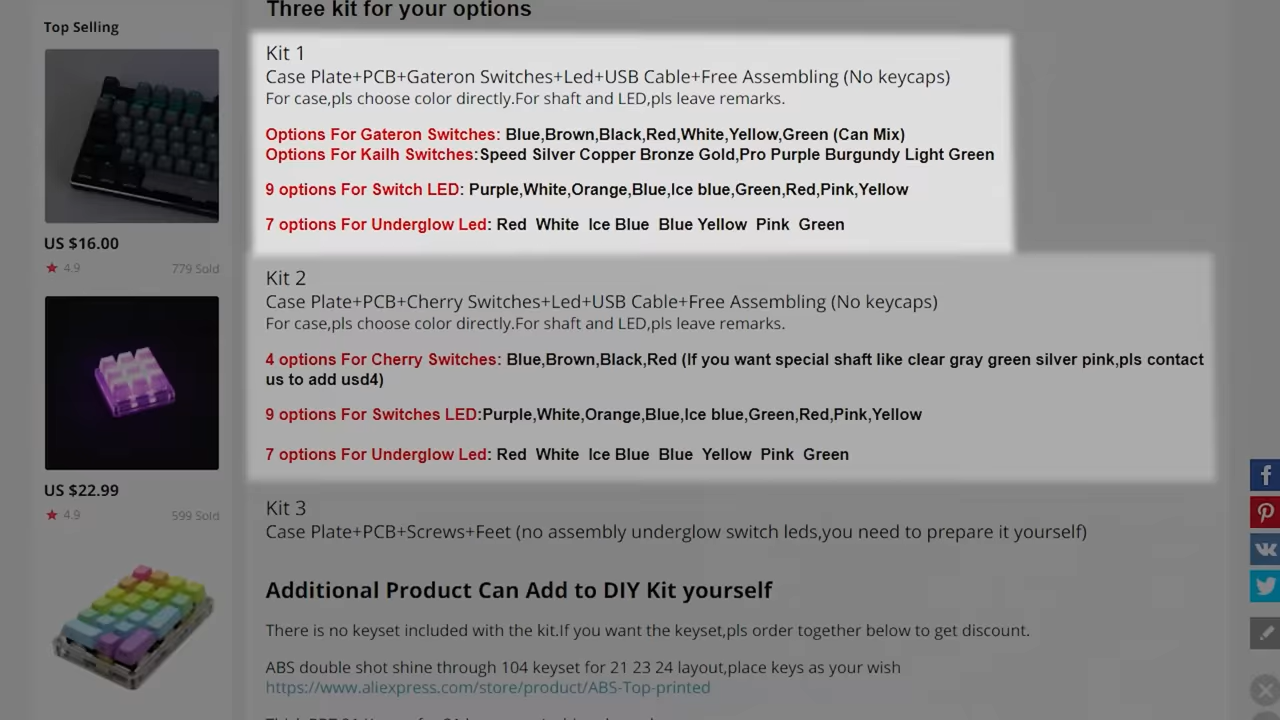 Three kit for your options
Top Selling
Kit 1
Case Plate+PCB+Gateron Switches+Led+USB Cable+Free Assembling (No keycaps)
For case,pls choose color directly.For shaft and LED,pls leave remarks.
Options For Gateron Switches: Blue,Brown,Black,Red,White,Yellow,Green (Can Mix)
Options For Kailh Switches:Speed Silver Copper Bronze Gold,Pro Purple Burgundy Light Green
9 options For Switch LED: Purple,White,Orange,Blue,Ice blue,Green,Red,Pink,Yellow
7 options For Underglow Led: Red White Ice Blue Blue Yellow Pink Green
US $16.00
4.9 779 Sold
Kit 2
Case Plate+PCB+Cherry Switches+Led+USB Cable+Free Assembling (No keycaps)
For case,pls choose color directly.For shaft and LED,pls leave remarks.
4 options For Cherry Switches: Blue,Brown,Black,Red (If you want special shaft like clear gray green silver pink,pls contact
us to add usd4)
9 options For Switches LED:Purple,White,Orange,Blue,Ice blue,Green,Red,Pink,Yellow
7 options For Underglow Led: Red White Ice Blue Blue Yellow Pink Green
US $22.99
4.9 599 Sold
Kit 3
Case Plate+PCB+Screws+Feet (no assembly underglow switch leds,you need to prepare it yourself)
Additional Product Can Add to DIY Kit yourself
There is no keyset included with the kit.If you want the keyset,pls order together below to get discount.
ABS double shot shine through 104 keyset for 21 23 24 layout,place keys as your wish
https://www.aliexpress.com/store/product/ABS-Top-printed